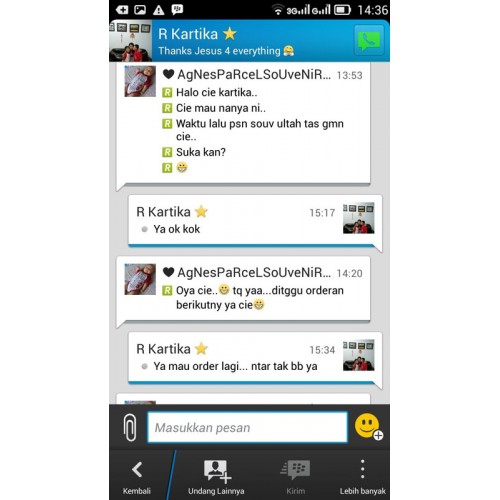 3G G 14:36
R Kartika
Thanks Jesus 4 everything
AgNesPaRceLSoUveNiR... 13:53
R Halo cie kartika..
R Cie mau nanya ni..
R Waktu lalu psn souv ultah tas gmn
cie..
R Suka kan?
R
R Kartika 15:17
Ya ok kok
AgNesPaRceLSoUveNiR... 14:20
R Oya cie.. tq yaa...ditggu orderan
berikutny ya cie
R Kartika 15:34
Ya mau order lagi... ntar tak bb ya
Masukkan pesan
Kembali
Undang Lainnya
Kirim
Lebih banyak